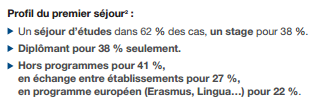 Profil du premier séjour² :
▶ Un séjour d'études dans 62 % des cas, un stage pour 38 %.
▶ Diplômant pour 38 % seulement.
▶ Hors programmes pour 41 %,
en échange entre établissements pour 27 %,
en programme européen (Erasmus, Lingua…) pour 22 %.